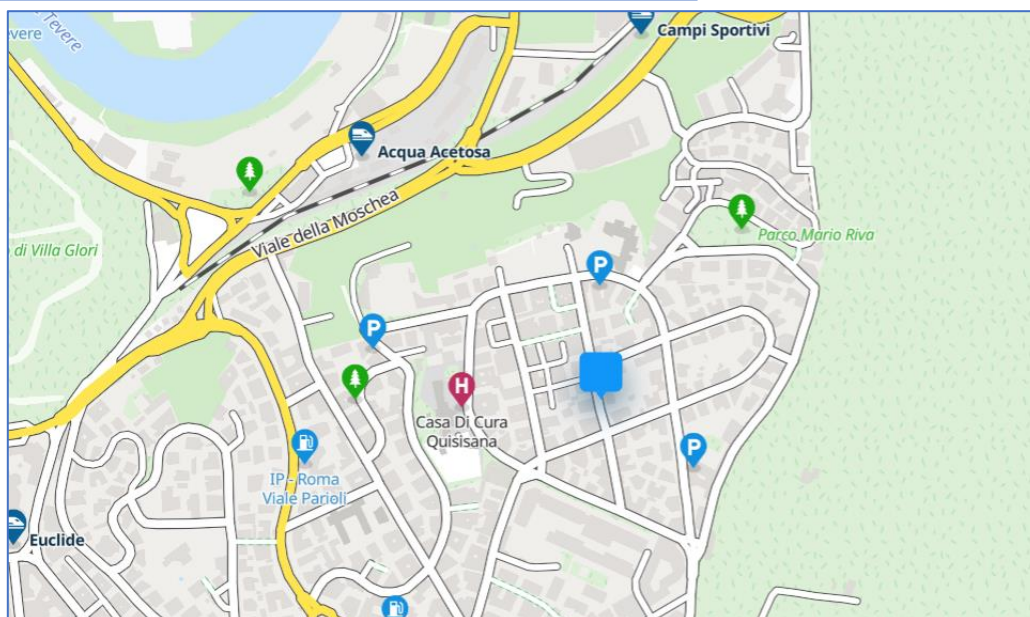 Tevere
Tevere
Campi Sportivi
Acqua Acetosa
Viale della Moschea
Parco Mario Riva
di Villa Glori
P
P
H
Casa Di Cura
Quisisana
P
IP - Roma
Viale Parioli
Euclide